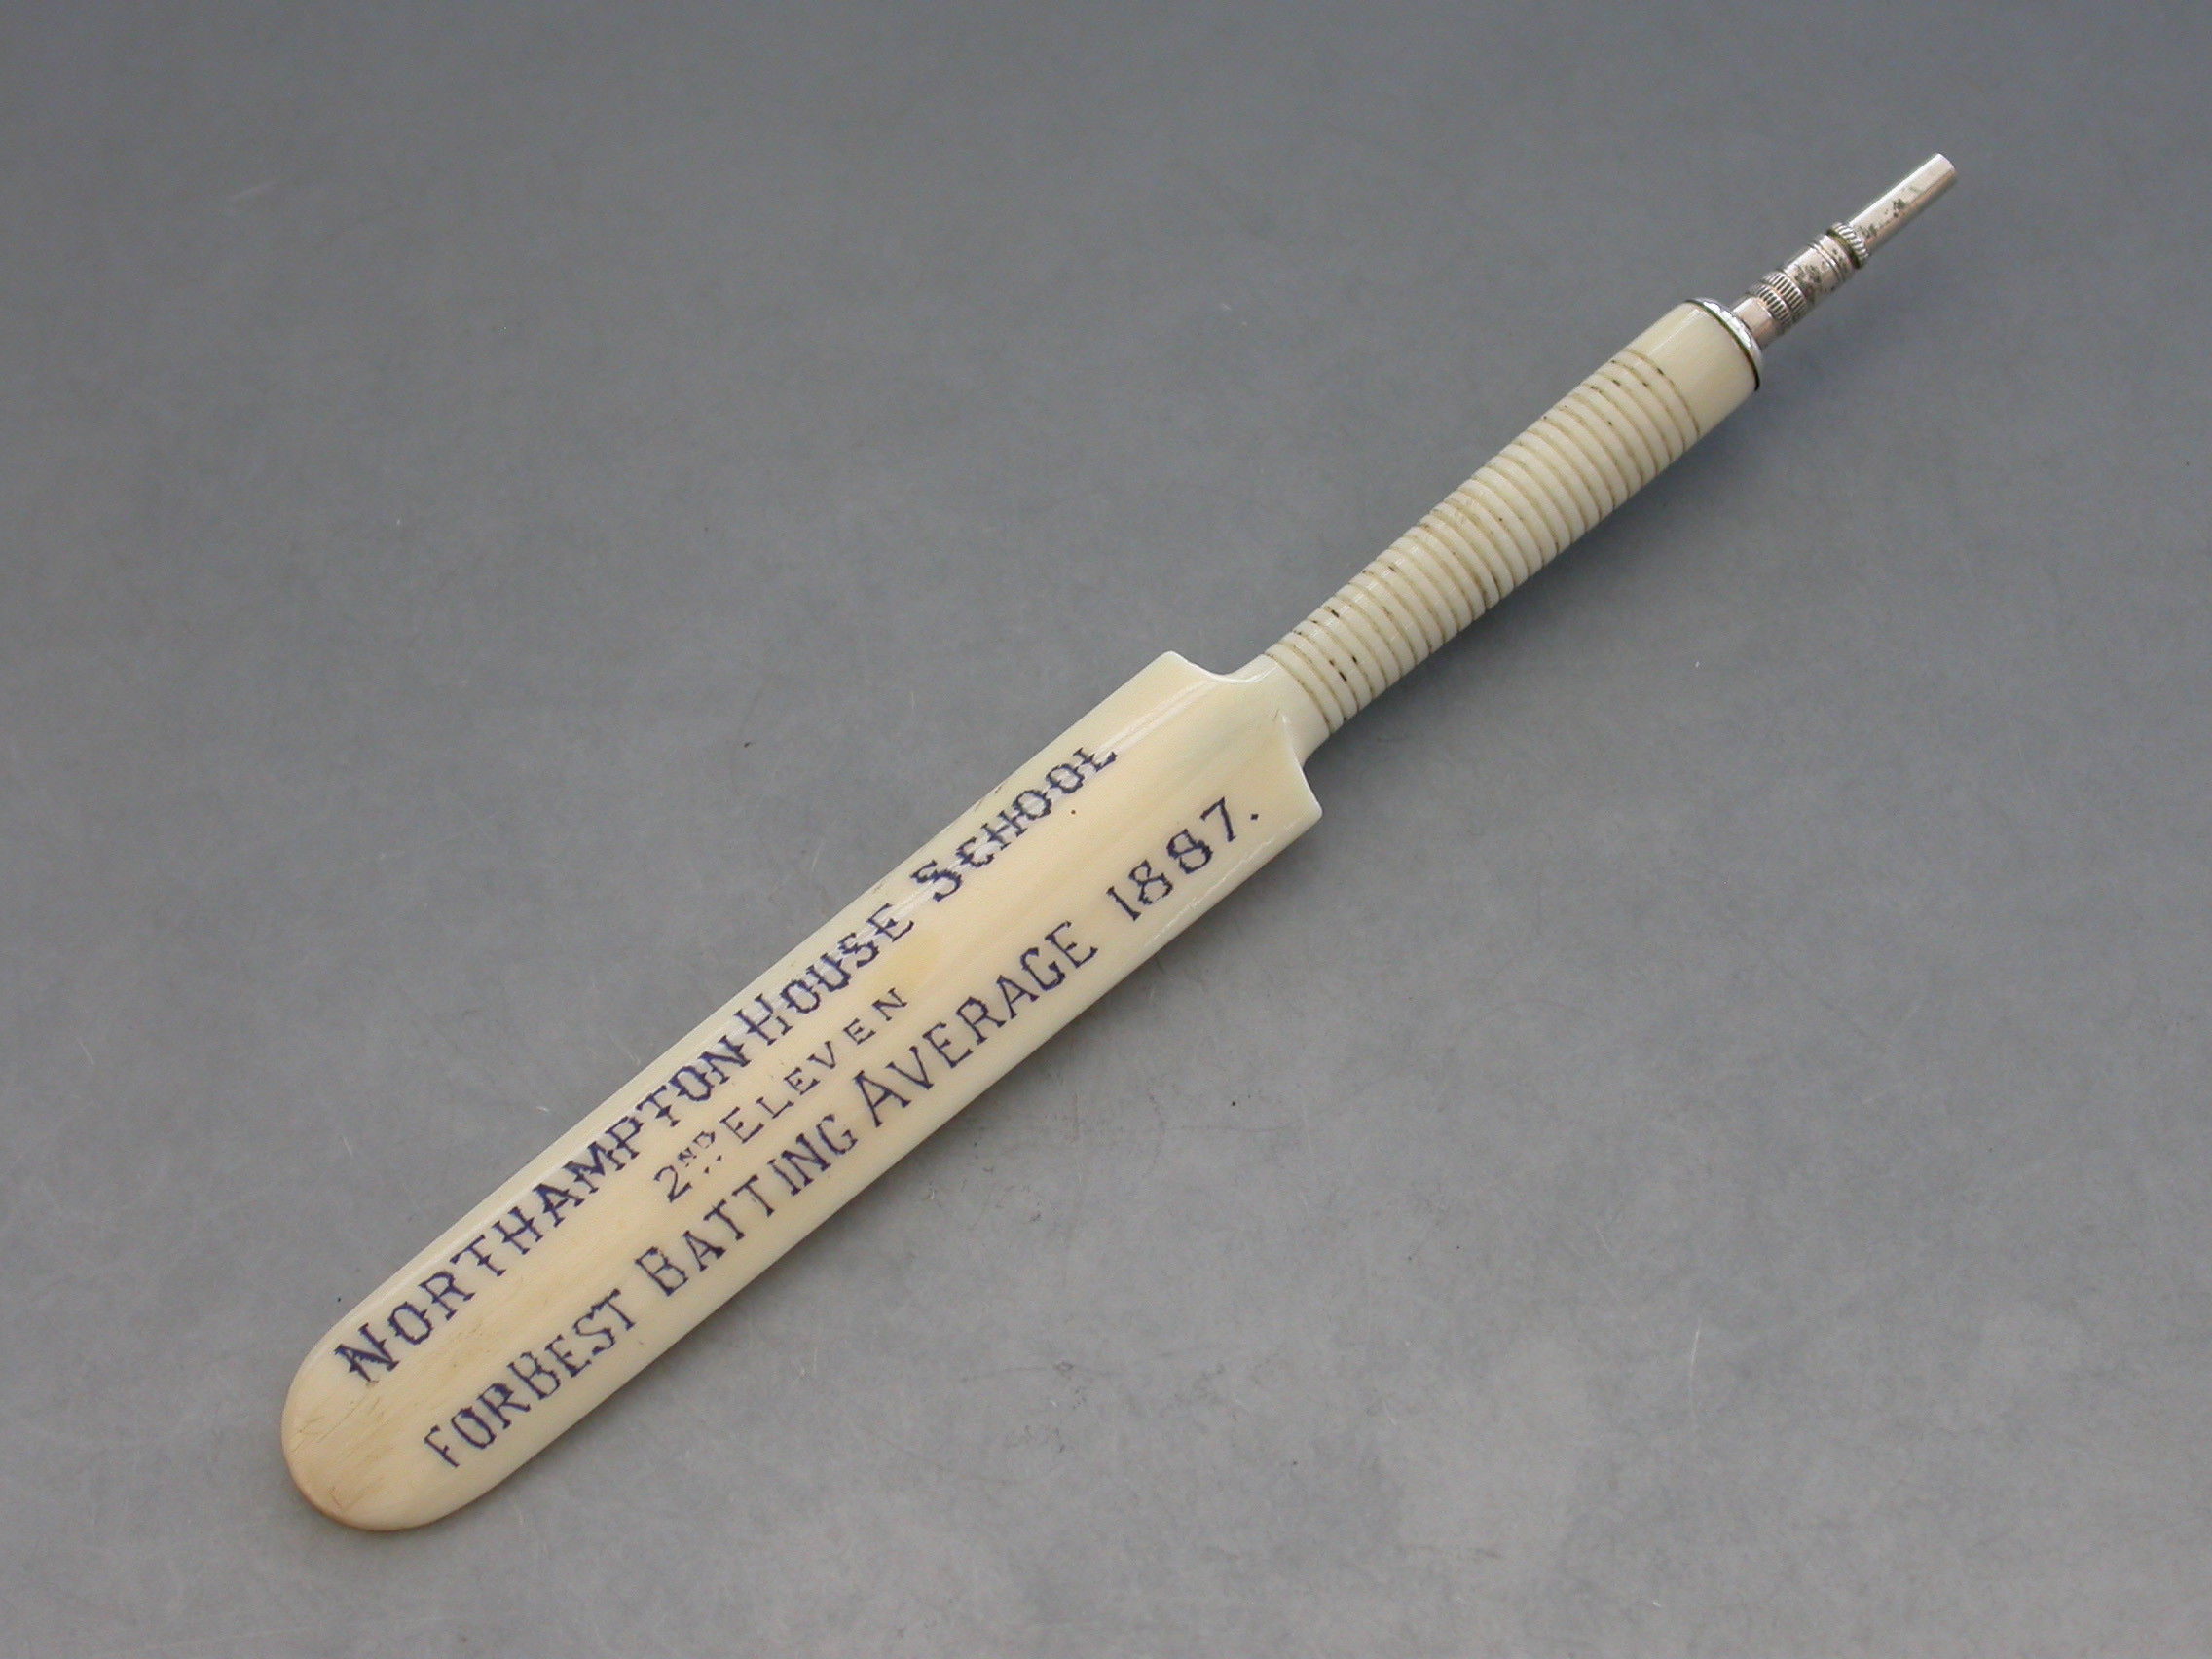 NORTHAMPTON HOUSE SCHOOL
2ND ELEVEN
FOR BEST BATTING AVERAGE 1887.